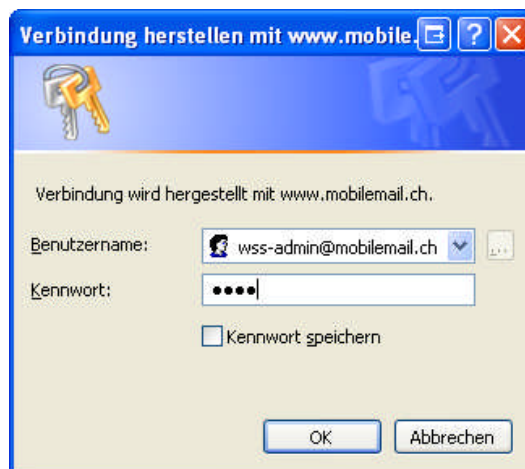 Verbindung herstellen mit www.mobile.
Verbindung wird hergestellt mit www.mobilemail.ch.
Benutzername:
wss-admin@mobilemail.ch
...
Kennwort:
●●●●
Kennwort speichern
OK
Abbrechen